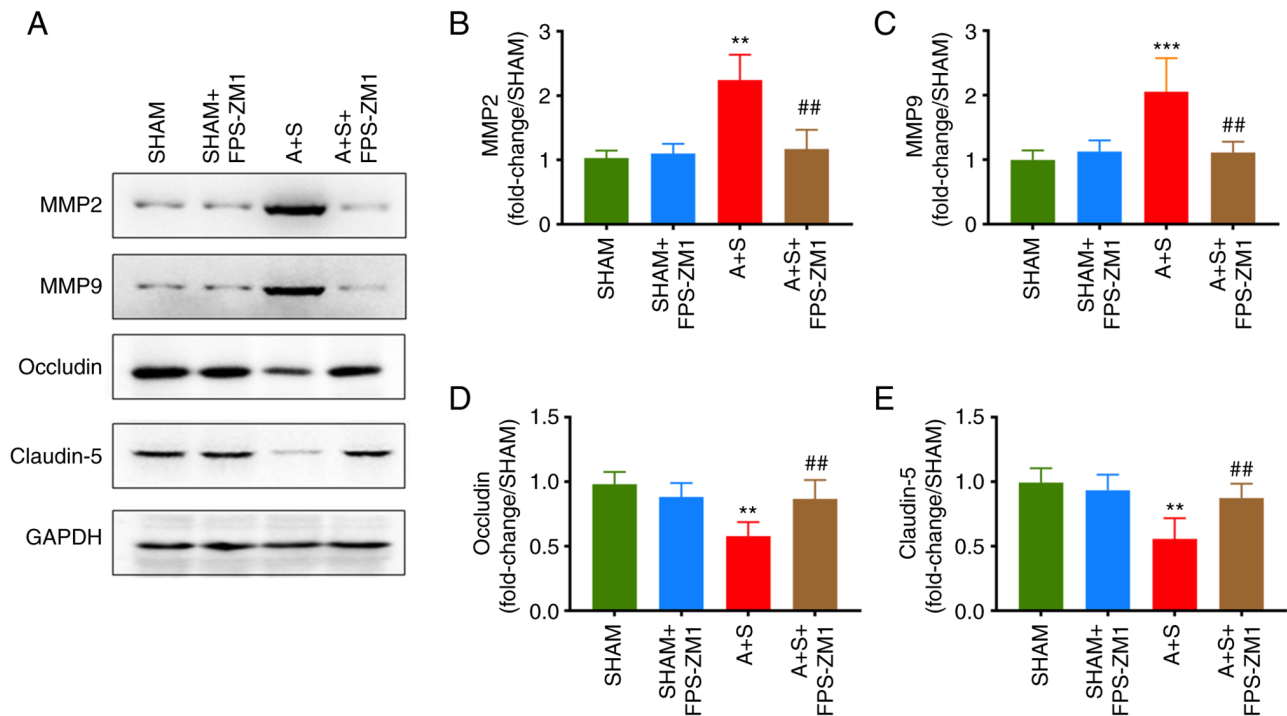 A
SHAM
SHAM+
FPS-ZM1
A+S
A+S+
FPS-ZM1
MMP2
MMP9
Occludin
Claudin-5
GAPDH
B
MMP2
(fold-change/SHAM)
3
2
1
0
**
##
SHAM
SHAM+
FPS-ZM1
A+S
A+S+
FPS-ZM1
C
MMP9
(fold-change/SHAM)
3
2
1
0
***
##
SHAM
SHAM+
FPS-ZM1
A+S
A+S+
FPS-ZM1
D
Occludin
(fold-change/SHAM)
1.5
1.0
0.5
0.0
**
##
SHAM
SHAM+
FPS-ZM1
A+S
A+S+
FPS-ZM1
E
Claudin-5
(fold-change/SHAM)
1.5
1.0
0.5
0.0
**
##
SHAM
SHAM+
FPS-ZM1
A+S
A+S+
FPS-ZM1